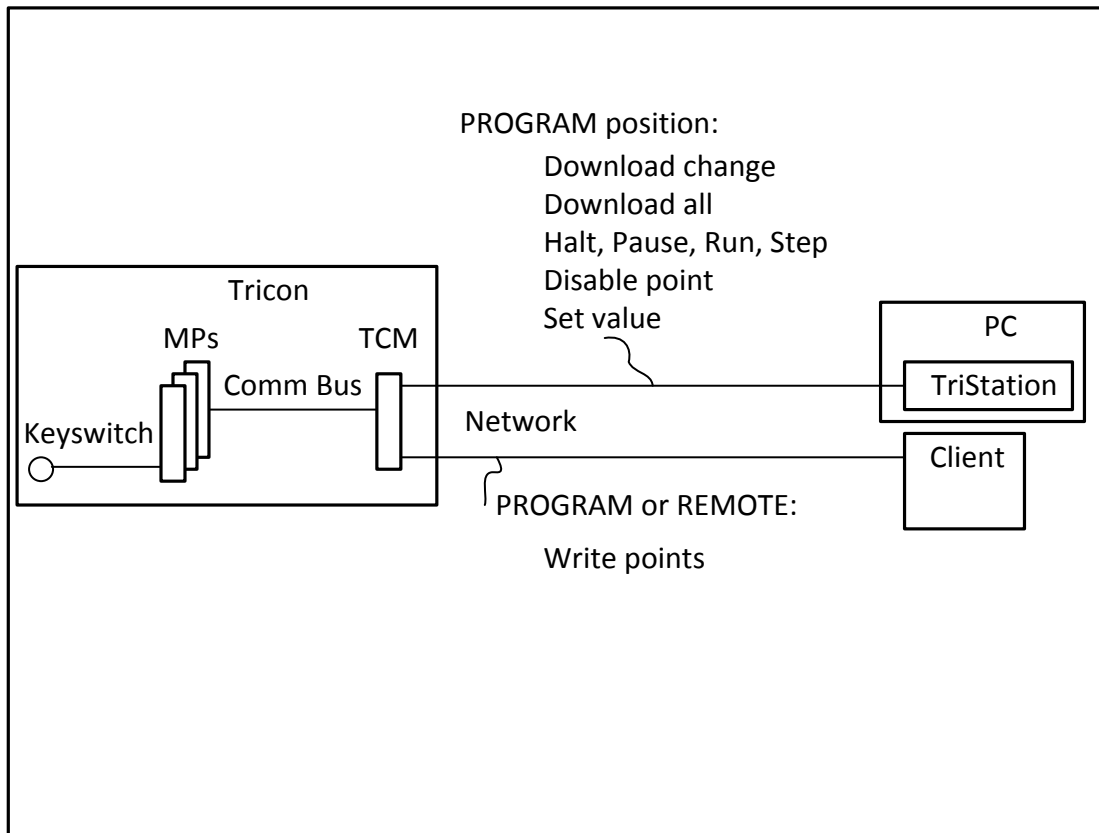 PROGRAM position:
Download change
Download all
Halt, Pause, Run, Step
Disable point
Set value
Tricon
MPs
TCM
Comm Bus
Keyswitch
Network
PC
TriStation
Client
PROGRAM or REMOTE:
Write points